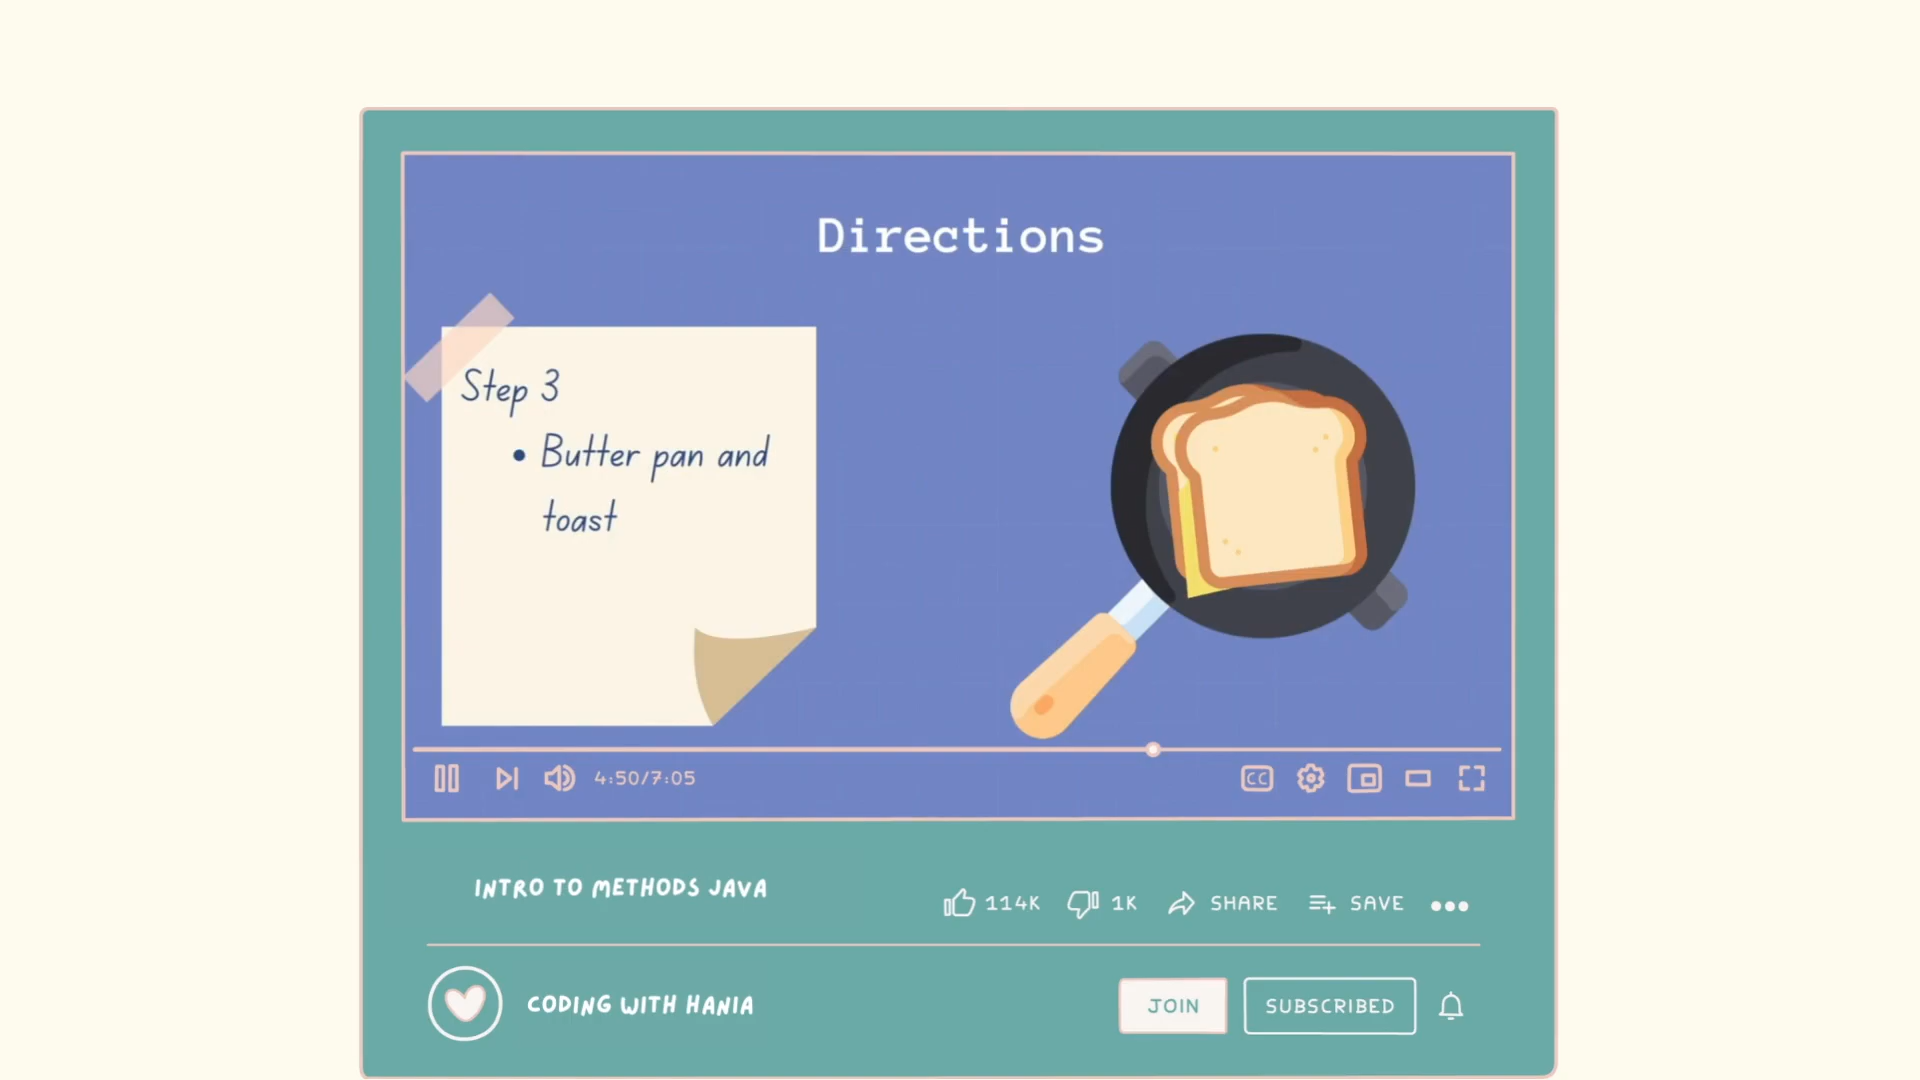 Directions
Step 3
• Butter pan and
toast
4:50/7:05
CC
INTRO TO METHODS JAVA
114K
1K
SHARE
SAVE
CODING WITH HANIA
JOIN
SUBSCRIBED